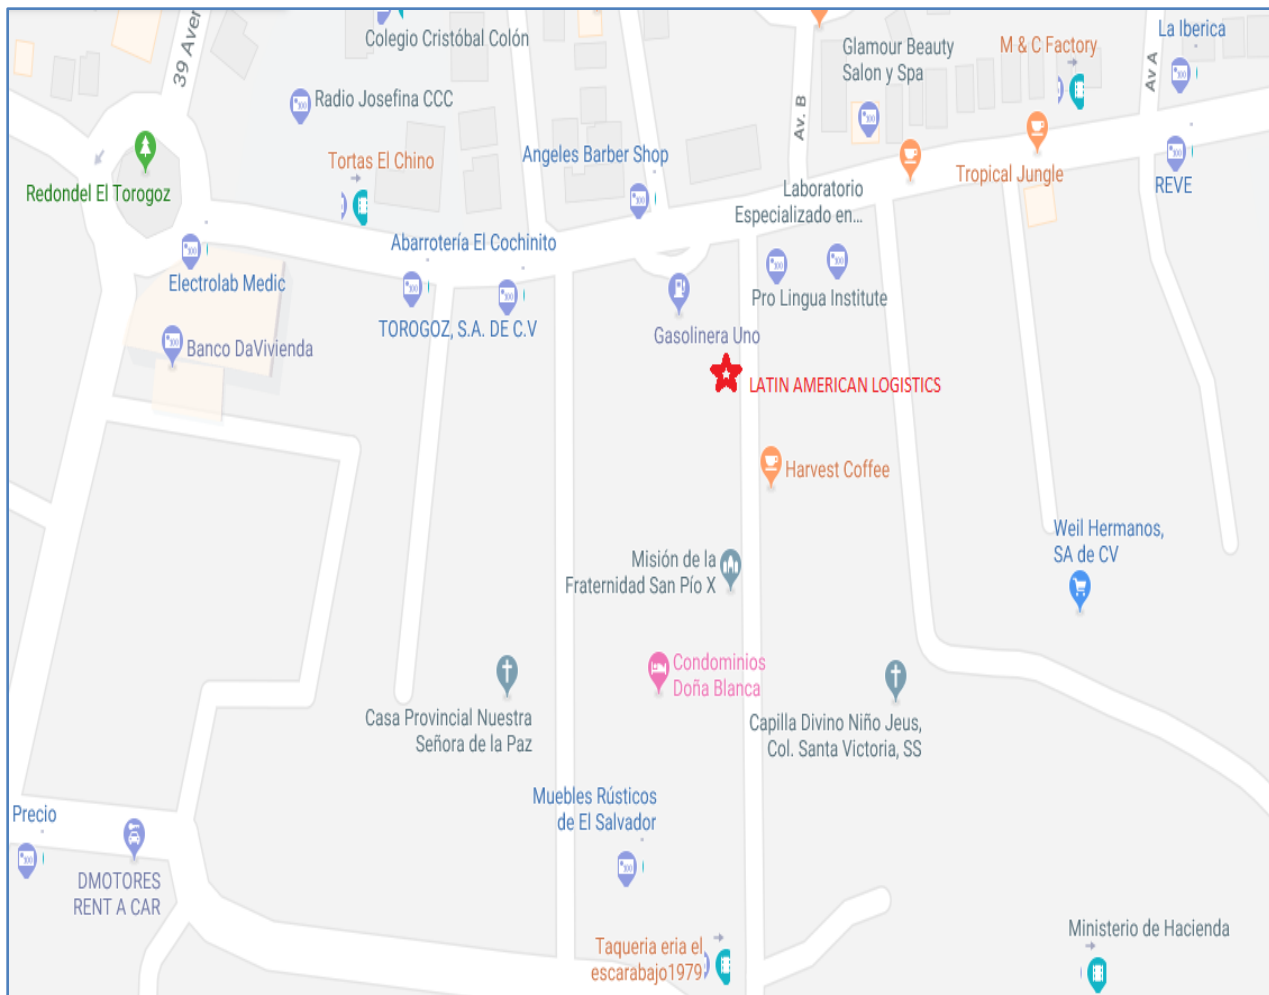 39 Aven
Colegio Cristóbal Colón
Glamour Beauty
Salon y Spa
M & C Factory
La Iberica
Av A
Av. B
Radio Josefina CCC
Tortas El Chino
Angeles Barber Shop
Tropical Jungle
REVE
Redondel El Torogoz
Laboratorio
Especializado en...
Abarrotería El Cochinito
Electrolab Medic
Pro Lingua Institute
TOROGOZ, S.A. DE C.V
Gasolinera Uno
Banco DaVivienda
LATIN AMERICAN LOGISTICS
Harvest Coffee
Weil Hermanos,
SA de CV
Misión de la
Fraternidad San Pío X
Condominios
Doña Blanca
Casa Provincial Nuestra
Señora de la Paz
Capilla Divino Niño Jeus,
Col. Santa Victoria, SS
Muebles Rústicos
de El Salvador
Precio
DMOTORES
RENT A CAR
Taqueria eria el
escarabajo1979
Ministerio de Hacienda